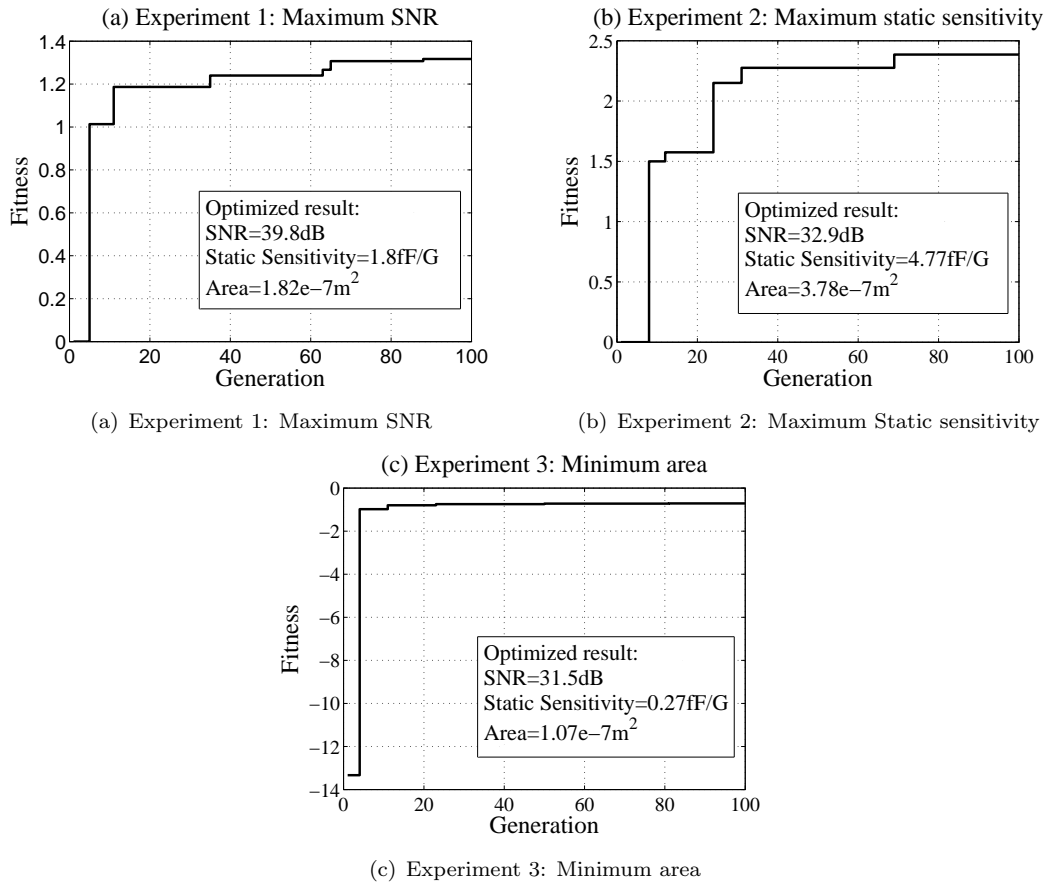 (a) Experiment 1: Maximum SNR
1.4
1.2
1
0.8
0.6
0.4
0.2
0
0
20
40
60
80
100
Fitness
Generation
Optimized result:
SNR=39.8dB
Static Sensitivity=1.8fF/G
Area=1.82e−7m²
(a) Experiment 1: Maximum SNR
(b) Experiment 2: Maximum static sensitivity
2.5
2
1.5
1
0.5
0
0
20
40
60
80
100
Fitness
Generation
Optimized result:
SNR=32.9dB
Static Sensitivity=4.77fF/G
Area=3.78e−7m²
(b) Experiment 2: Maximum Static sensitivity
(c) Experiment 3: Minimum area
0
−2
−4
−6
−8
−10
−12
−14
0
20
40
60
80
100
Fitness
Generation
Optimized result:
SNR=31.5dB
Static Sensitivity=0.27fF/G
Area=1.07e−7m²
(c) Experiment 3: Minimum area